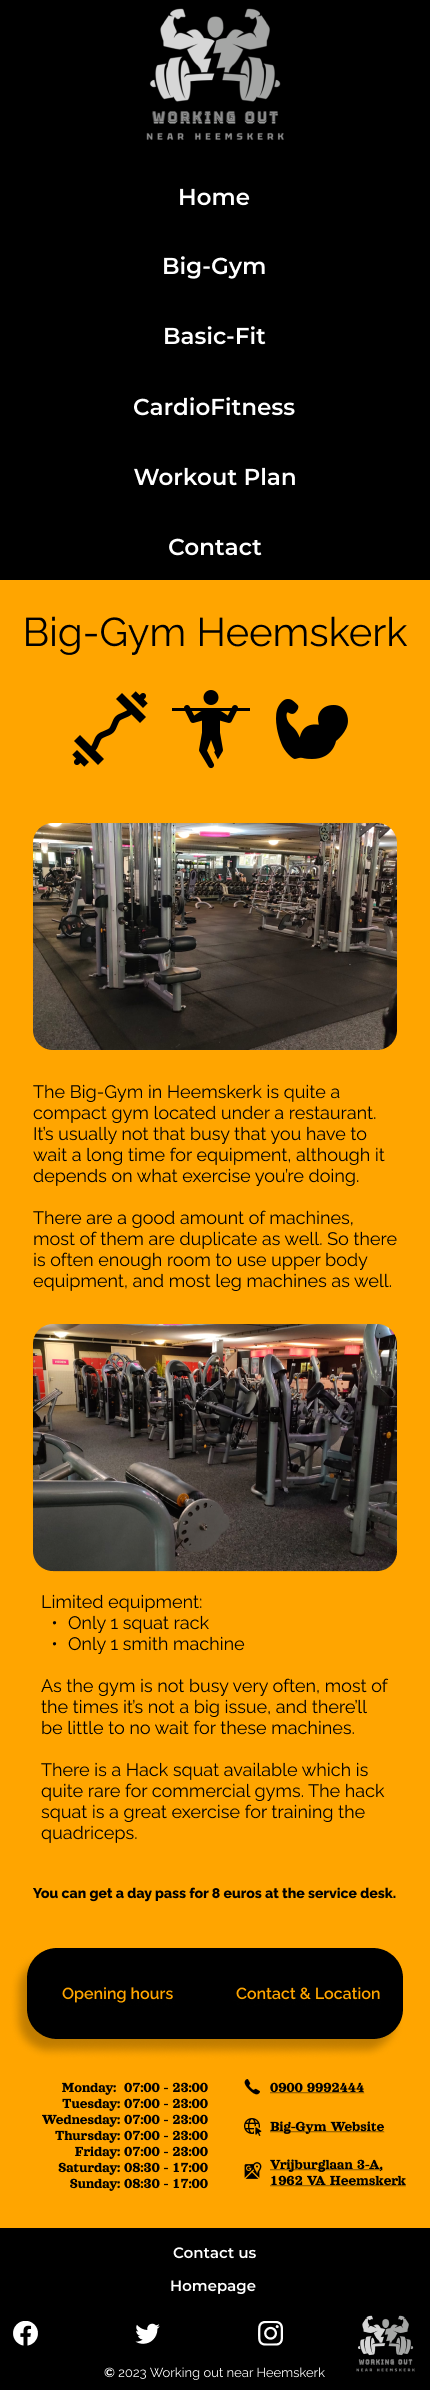 WORKING OUT
NEAR HEEMSKERK
Home
Big-Gym
Basic-Fit
CardioFitness
Workout Plan
Contact
Big-Gym Heemskerk
The Big-Gym in Heemskerk is quite a
compact gym located under a restaurant.
It's usually not that busy that you have to
wait a long time for equipment, although it
depends on what exercise you're doing.
There are a good amount of machines,
most of them are duplicate as well. So there
is often enough room to use upper body
equipment, and most leg machines as well.
Limited equipment:
• Only 1 squat rack
• Only 1 smith machine
As the gym is not busy very often, most of
the times it's not a big issue, and there'll
be little to no wait for these machines.
There is a Hack squat available which is
quite rare for commercial gyms. The hack
squat is a great exercise for training the
quadriceps.
You can get a day pass for 8 euros at the service desk.
Opening hours
Contact & Location
Monday: 07:00 - 23:00
Tuesday: 07:00 - 23:00
Wednesday: 07:00 - 23:00
Thursday: 07:00 - 23:00
Friday: 07:00 - 23:00
Saturday: 08:30 - 17:00
Sunday: 08:30 - 17:00
0900 9992444
Big-Gym Website
Vrijburglaan 3-A,
1962 VA Heemskerk
Contact us
Homepage
WORKING OUT
NEAR HEEMSKERK
© 2023 Working out near Heemskerk